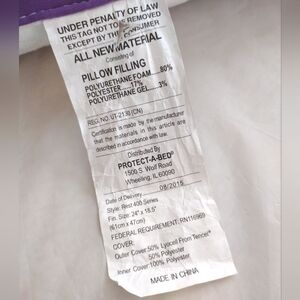 UNDER PENALTY OF LAW
THIS TAG NOT TO BE REMOVED
EXCEPT BY THE CONSUMER
ALL NEW MATERIAL
Consisting of
PILLOW FILLING
POLYURETHANE FOAM....80%
POLYESTER.....17%
POLYURETHANE GEL....3%
REG. NO. UT-2138 (CN)
Certification is made by the manufacturer
that the materials in this article are
described in accordance with law.
Distributed By
PROTECT-A-BED®
1500 S. Wolf Road
Wheeling, IL 60090
Date of Delivery
08/2015
Style: Rest 400 Series
Fin. Size: 24" x 18.5"
(61cm x 47cm)
FEDERAL REQUIREMENT: RN116969
COVER:
Outer Cover: 50% Lyocell From Tencel®
50% Polyester
Inner Cover: 100% Polyester
MADE IN CHINA